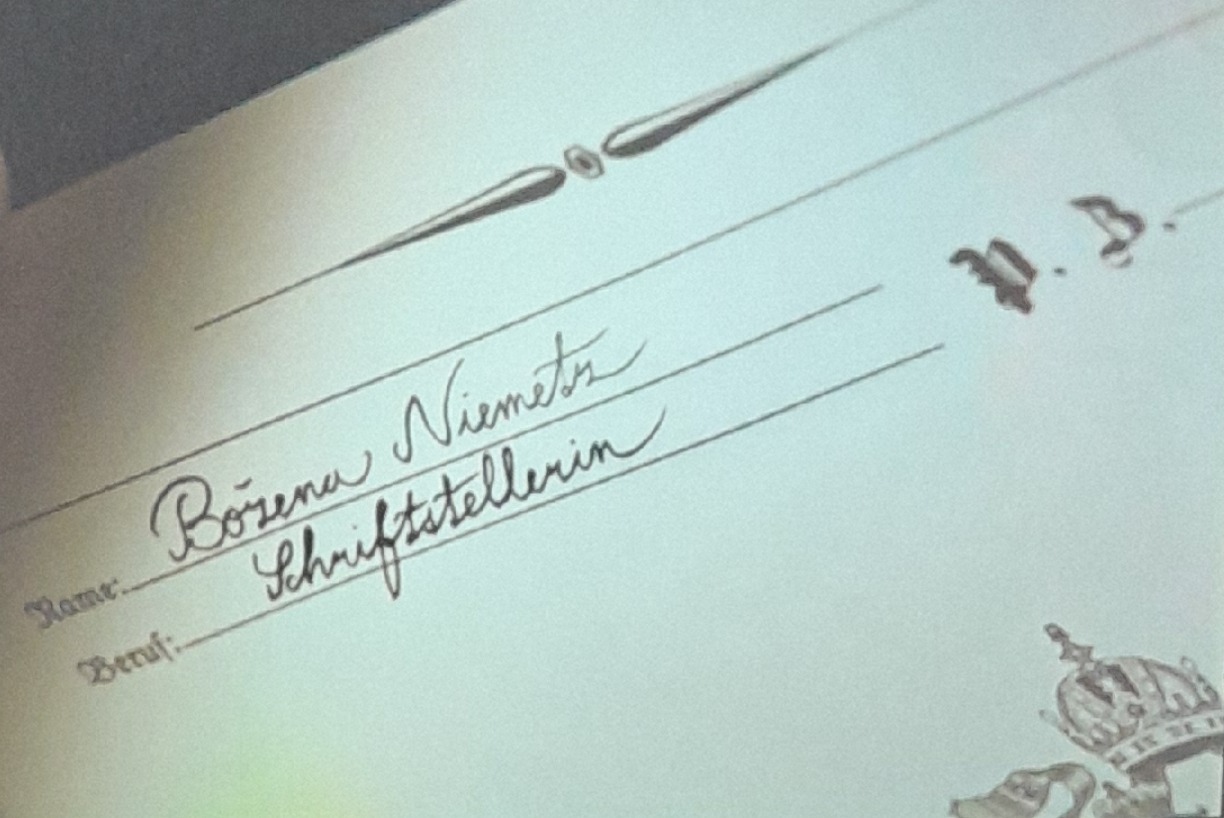 P. B.
Name: Božena Niemetz
Beruf: Schriftstellerin